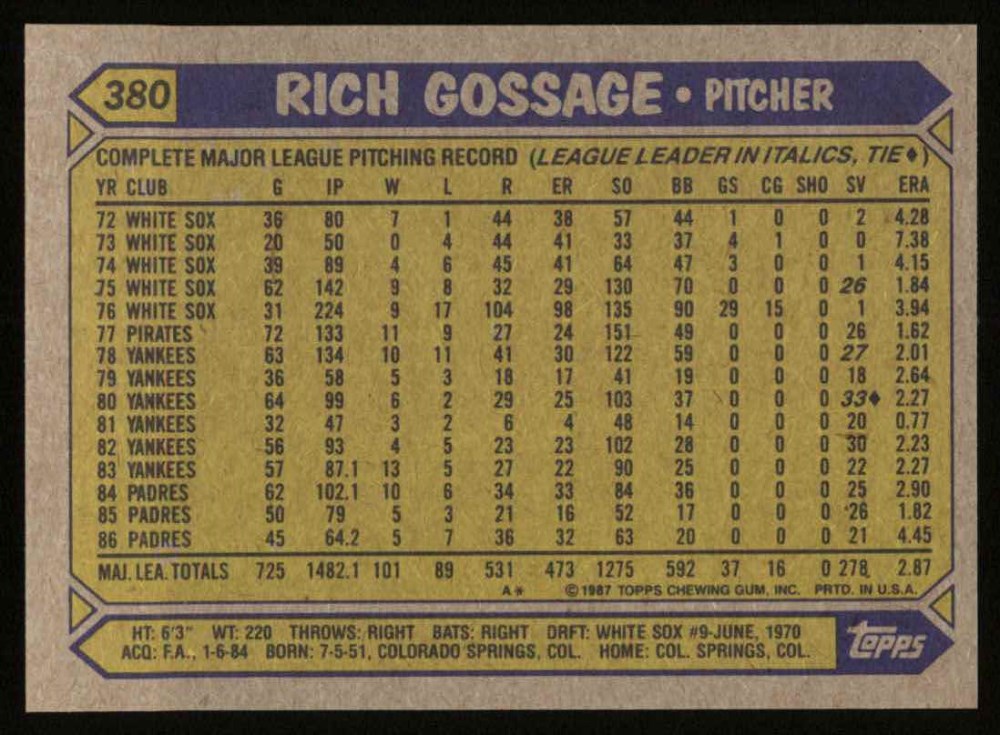 380 RICH GOSSAGE • PITCHER
COMPLETE MAJOR LEAGUE PITCHING RECORD (LEAGUE LEADER IN ITALICS, TIE♦)
YR CLUB G IP W L R ER SO BB GS CG SHO SV ERA
72 WHITE SOX 36 80 7 1 44 38 57 44 1 0 0 2 4.28
73 WHITE SOX 20 50 0 4 44 41 33 37 4 1 0 0 7.38
74 WHITE SOX 39 89 4 6 45 41 64 47 3 0 0 1 4.15
75 WHITE SOX 62 142 9 8 32 29 130 70 0 0 0 26 1.84
76 WHITE SOX 31 224 9 17 104 98 135 90 29 15 0 1 3.94
77 PIRATES 72 133 11 9 27 24 151 49 0 0 0 26 1.62
78 YANKEES 63 134 10 11 41 30 122 59 0 0 0 27 2.01
79 YANKEES 36 58 5 3 18 17 41 19 0 0 0 18 2.64
80 YANKEES 64 99 6 2 29 25 103 37 0 0 0 33♦ 2.27
81 YANKEES 32 47 3 2 6 4 48 14 0 0 0 20 0.77
82 YANKEES 56 93 4 5 23 23 102 28 0 0 0 30 2.23
83 YANKEES 57 87.1 13 5 27 22 90 25 0 0 0 22 2.27
84 PADRES 62 102.1 10 6 34 33 84 36 0 0 0 25 2.90
85 PADRES 50 79 5 3 21 16 52 17 0 0 0 26 1.82
86 PADRES 45 64.2 5 7 36 32 63 20 0 0 0 21 4.45
MAJ. LEA. TOTALS 725 1482.1 101 89 531 473 1275 592 37 16 0 278 2.87
A* ©1987 TOPPS CHEWING GUM, INC. PRTD. IN U.S.A.
HT: 6'3" WT: 220 THROWS: RIGHT BATS: RIGHT DRFT: WHITE SOX #9-JUNE, 1970
ACQ: F.A., 1-6-84 BORN: 7-5-51, COLORADO SPRINGS, COL. HOME: COL. SPRINGS, COL.
topps